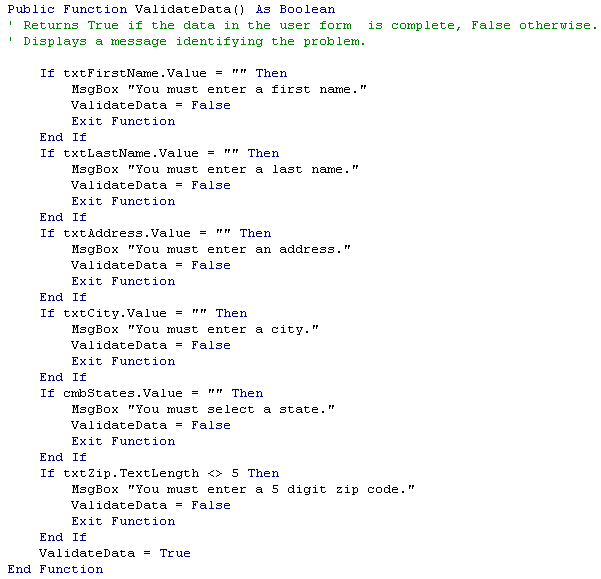 Public Function ValidateData() As Boolean
' Returns True if the data in the user form  is complete, False otherwise.
' Displays a message identifying the problem.

    If txtFirstName.Value = "" Then
        MsgBox "You must enter a first name."
        ValidateData = False
        Exit Function
    End If
    If txtLastName.Value = "" Then
        MsgBox "You must enter a last name."
        ValidateData = False
        Exit Function
    End If
    If txtAddress.Value = "" Then
        MsgBox "You must enter an address."
        ValidateData = False
        Exit Function
    End If
    If txtCity.Value = "" Then
        MsgBox "You must enter a city."
        ValidateData = False
        Exit Function
    End If
    If cmbStates.Value = "" Then
        MsgBox "You must select a state."
        ValidateData = False
        Exit Function
    End If
    If txtZip.TextLength <> 5 Then
        MsgBox "You must enter a 5 digit zip code."
        ValidateData = False
        Exit Function
    End If
    ValidateData = True
End Function